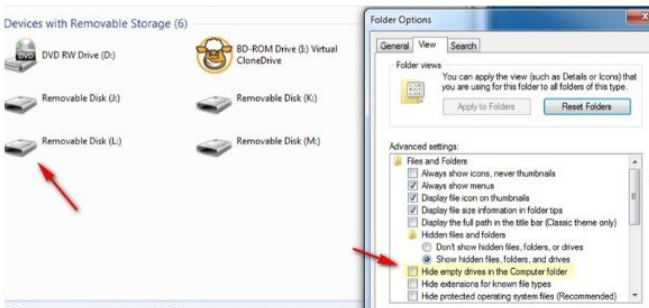 Devices with Removable Storage (6)
DVD RW Drive (D:)
BD-ROM Drive (I:) Virtual
CloneDrive
DVD
Removable Disk (J:)
Removable Disk (K:)
Removable Disk (L:)
Removable Disk (M:)
Folder Options
General
View
Search
Folder views
You can apply the view (such as Details or Icons) that
you are using for this folder to all folders of this type.
Apply to Folders
Reset Folders
Advanced settings:
Files and Folders
Always show icons, never thumbnails
Always show menus
Display file icon on thumbnails
Display file size information in folder tips
Display the full path in the title bar (Classic theme only)
Hidden files and folders
Don't show hidden files, folders, or drives
Show hidden files, folders, and drives
Hide empty drives in the Computer folder
Hide extensions for known file types
Hide protected operating system files (Recommended)